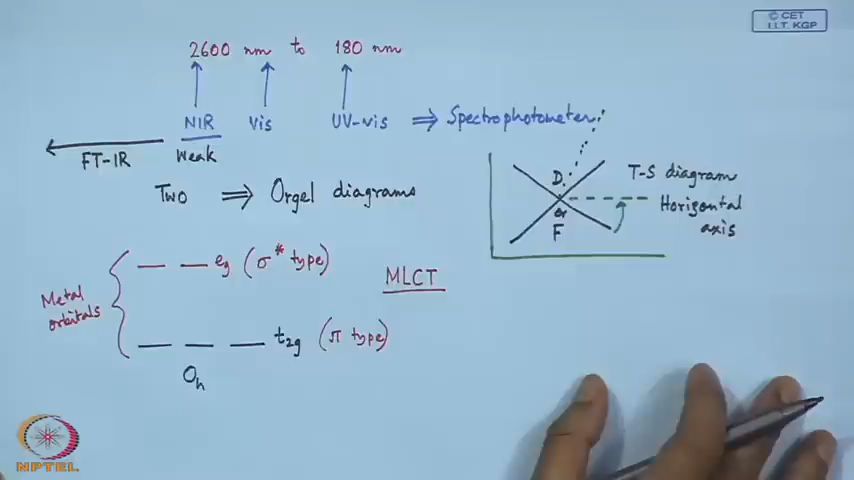 © CET
I.I.T. KGP
2600 nm to 180 nm
NIR Vis UV-vis ⇒ Spectrophotometer
FT-IR Weak
Two ⇒ Orgel diagrams
D
or
F
T-S diagram
Horizontal
axis
eg (σ* type)
MLCT
Metal
orbitals
t2g (π type)
Oh
NPTEL